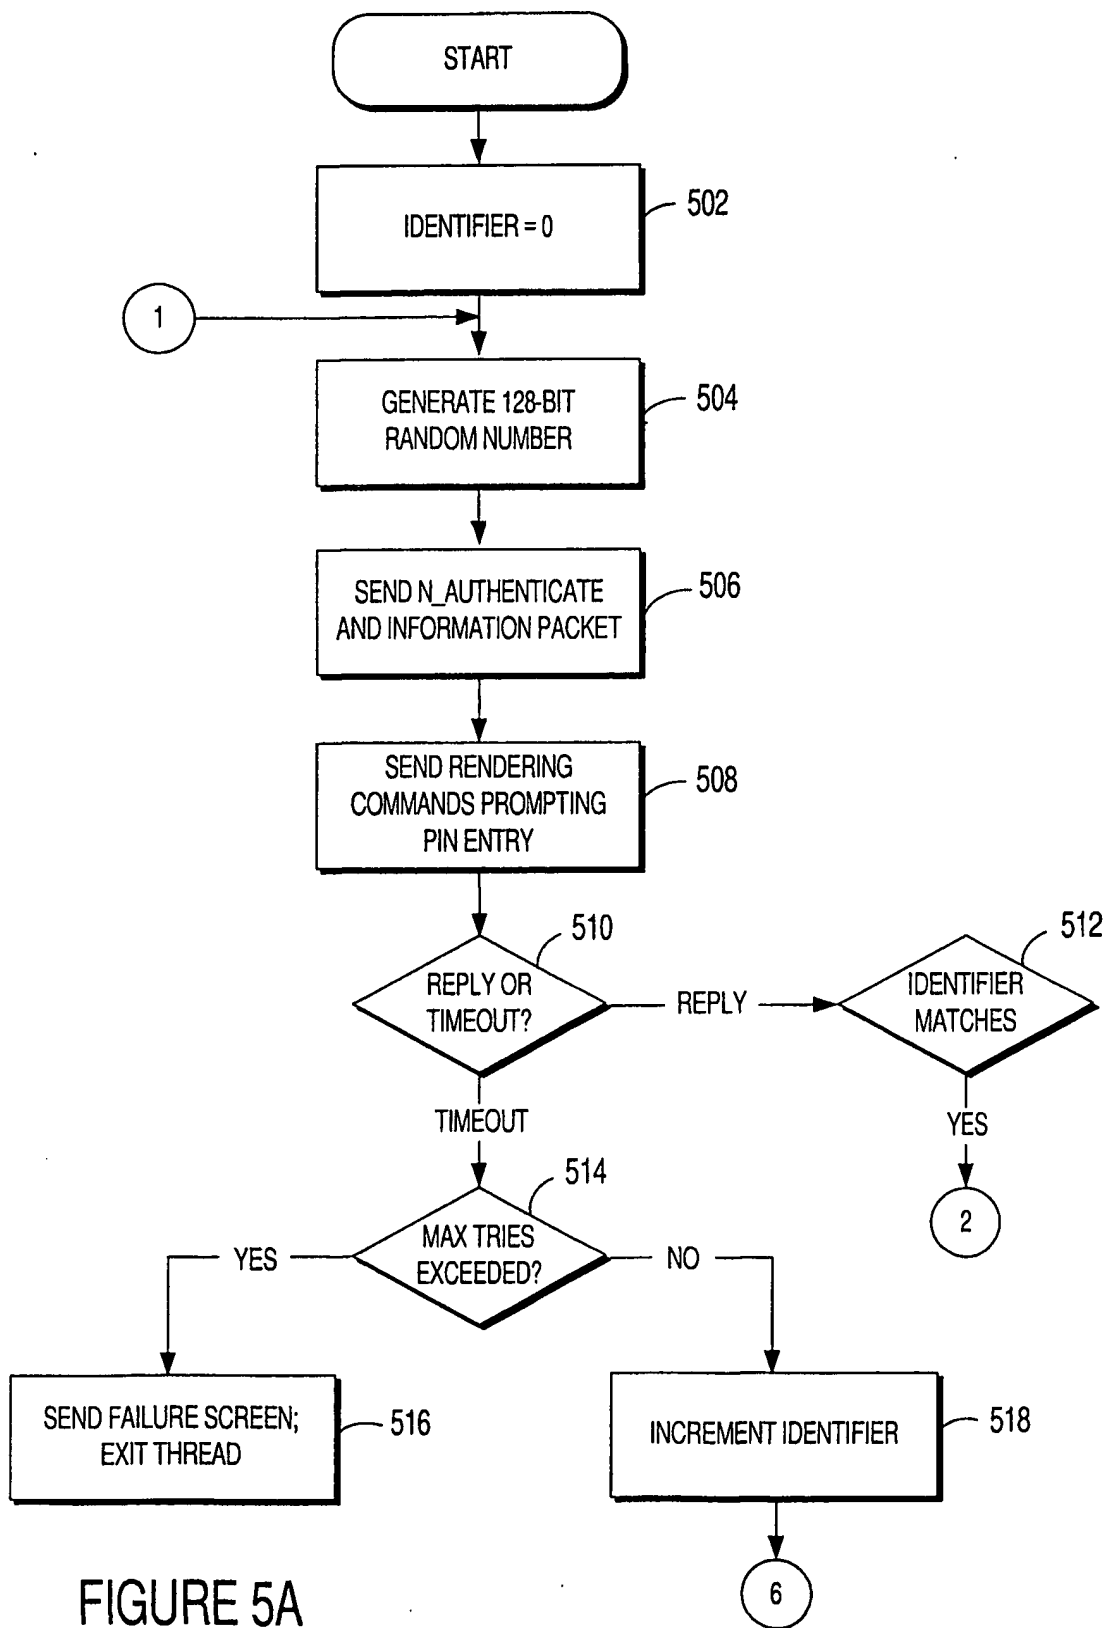 START
IDENTIFIER = 0
502
1
GENERATE 128-BIT
RANDOM NUMBER
504
SEND N_AUTHENTICATE
AND INFORMATION PACKET
506
SEND RENDERING
COMMANDS PROMPTING
PIN ENTRY
508
REPLY OR
TIMEOUT?
510
REPLY
IDENTIFIER
MATCHES
512
TIMEOUT
YES
2
MAX TRIES
EXCEEDED?
514
YES
NO
SEND FAILURE SCREEN;
EXIT THREAD
516
INCREMENT IDENTIFIER
518
6
FIGURE 5A